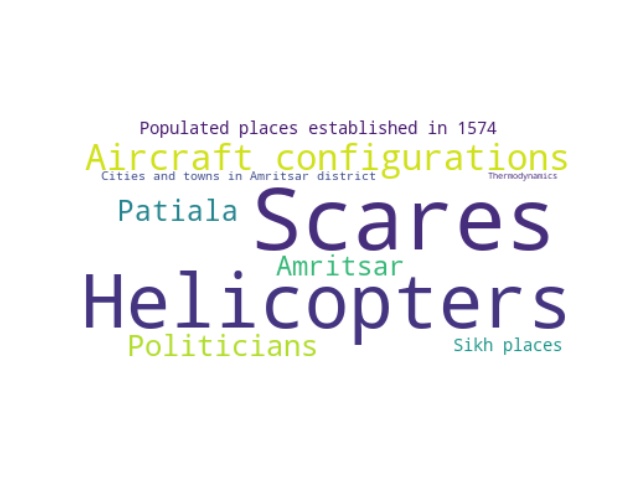 Populated places established in 1574
Aircraft configurations
Cities and towns in Amritsar district
Thermodynamics
Patiala
Scares
Amritsar
Helicopters
Politicians
Sikh places